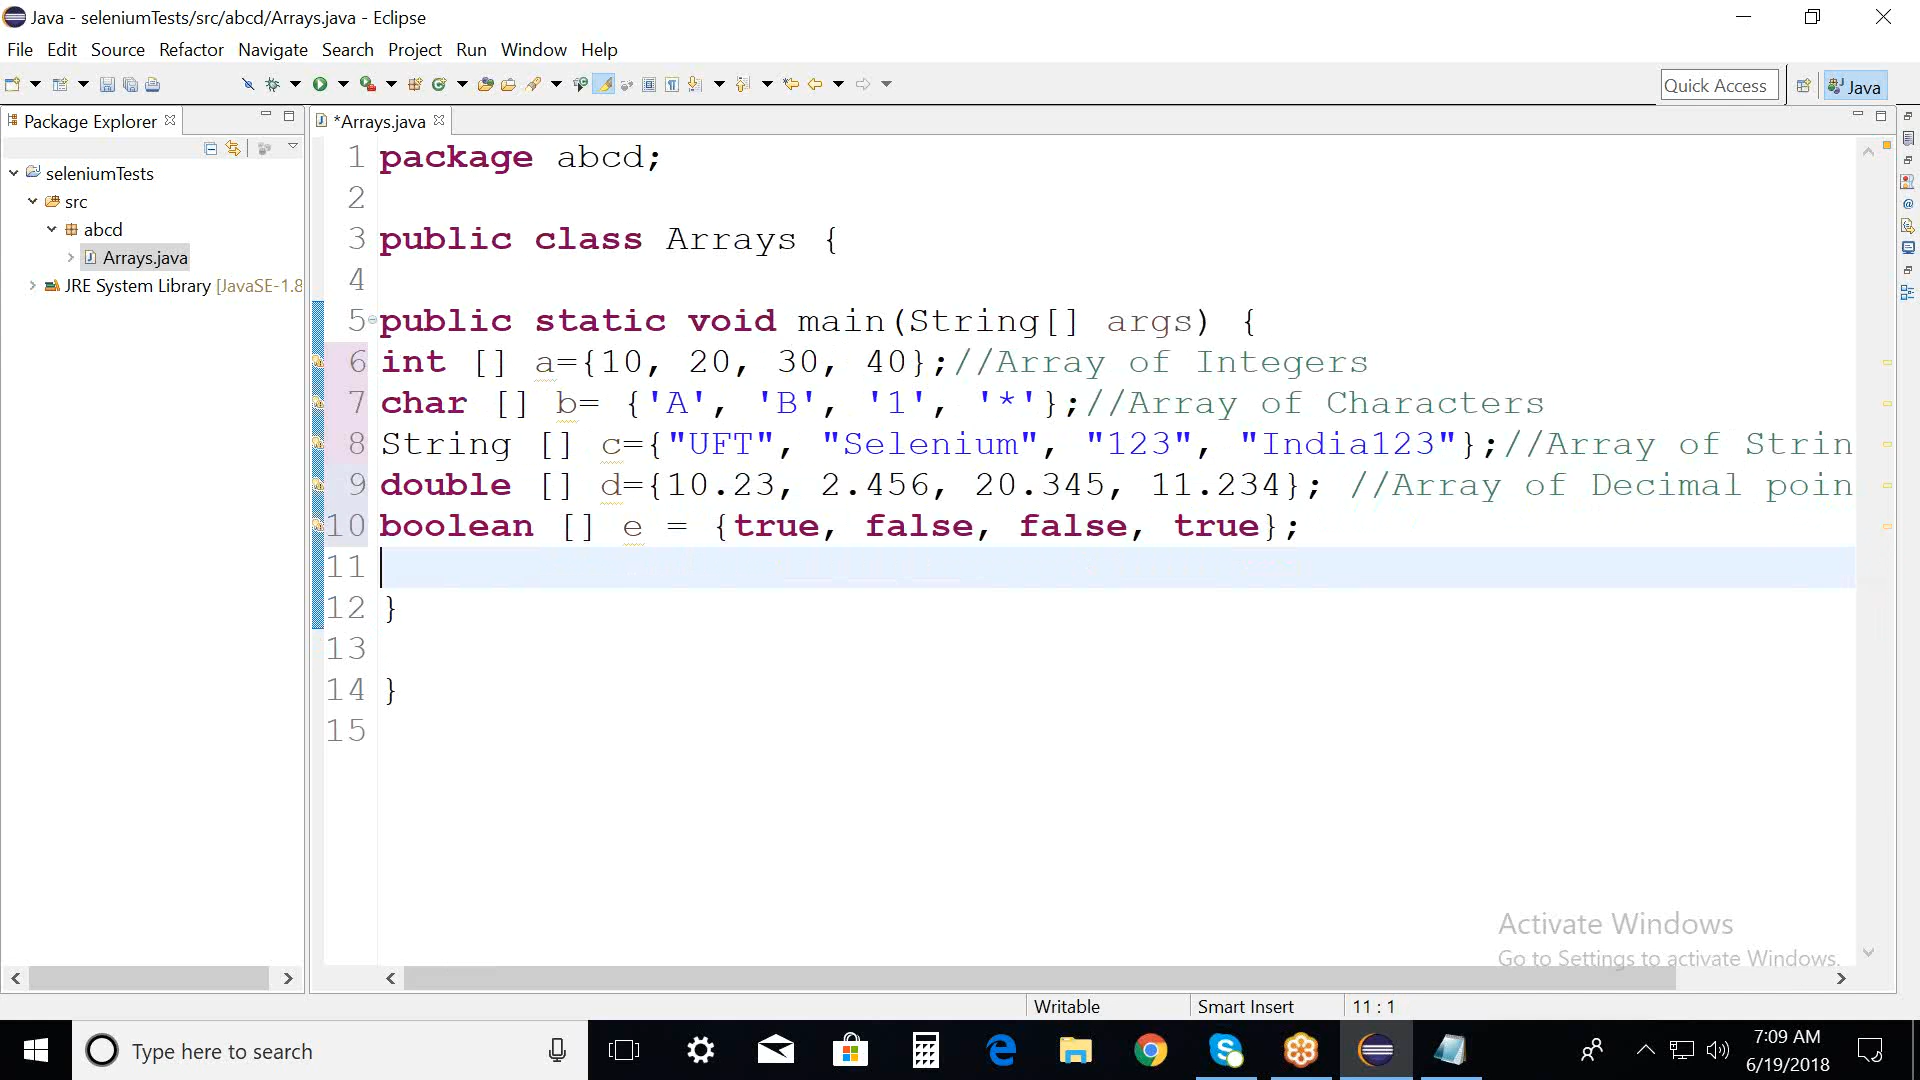 Java - seleniumTests/src/abcd/Arrays.java - Eclipse
File Edit Source Refactor Navigate Search Project Run Window Help
Quick Access
Java
Package Explorer
*Arrays.java
seleniumTests
src
abcd
Arrays.java
JRE System Library [JavaSE-1.8
1 package abcd;
2
3 public class Arrays {
4
5 public static void main(String[] args) {
6 int [] a={10, 20, 30, 40};//Array of Integers
7 char [] b= {'A', 'B', '1', '*'};//Array of Characters
8 String [] c={"UFT", "Selenium", "123", "India123"};//Array of Strin
9 double [] d={10.23, 2.456, 20.345, 11.234}; //Array of Decimal poin
10 boolean [] e = {true, false, false, true};
11
12 }
13
14 }
15
Activate Windows
Go to Settings to activate Windows.
Writable Smart Insert 11 : 1
Type here to search
7:09 AM
6/19/2018